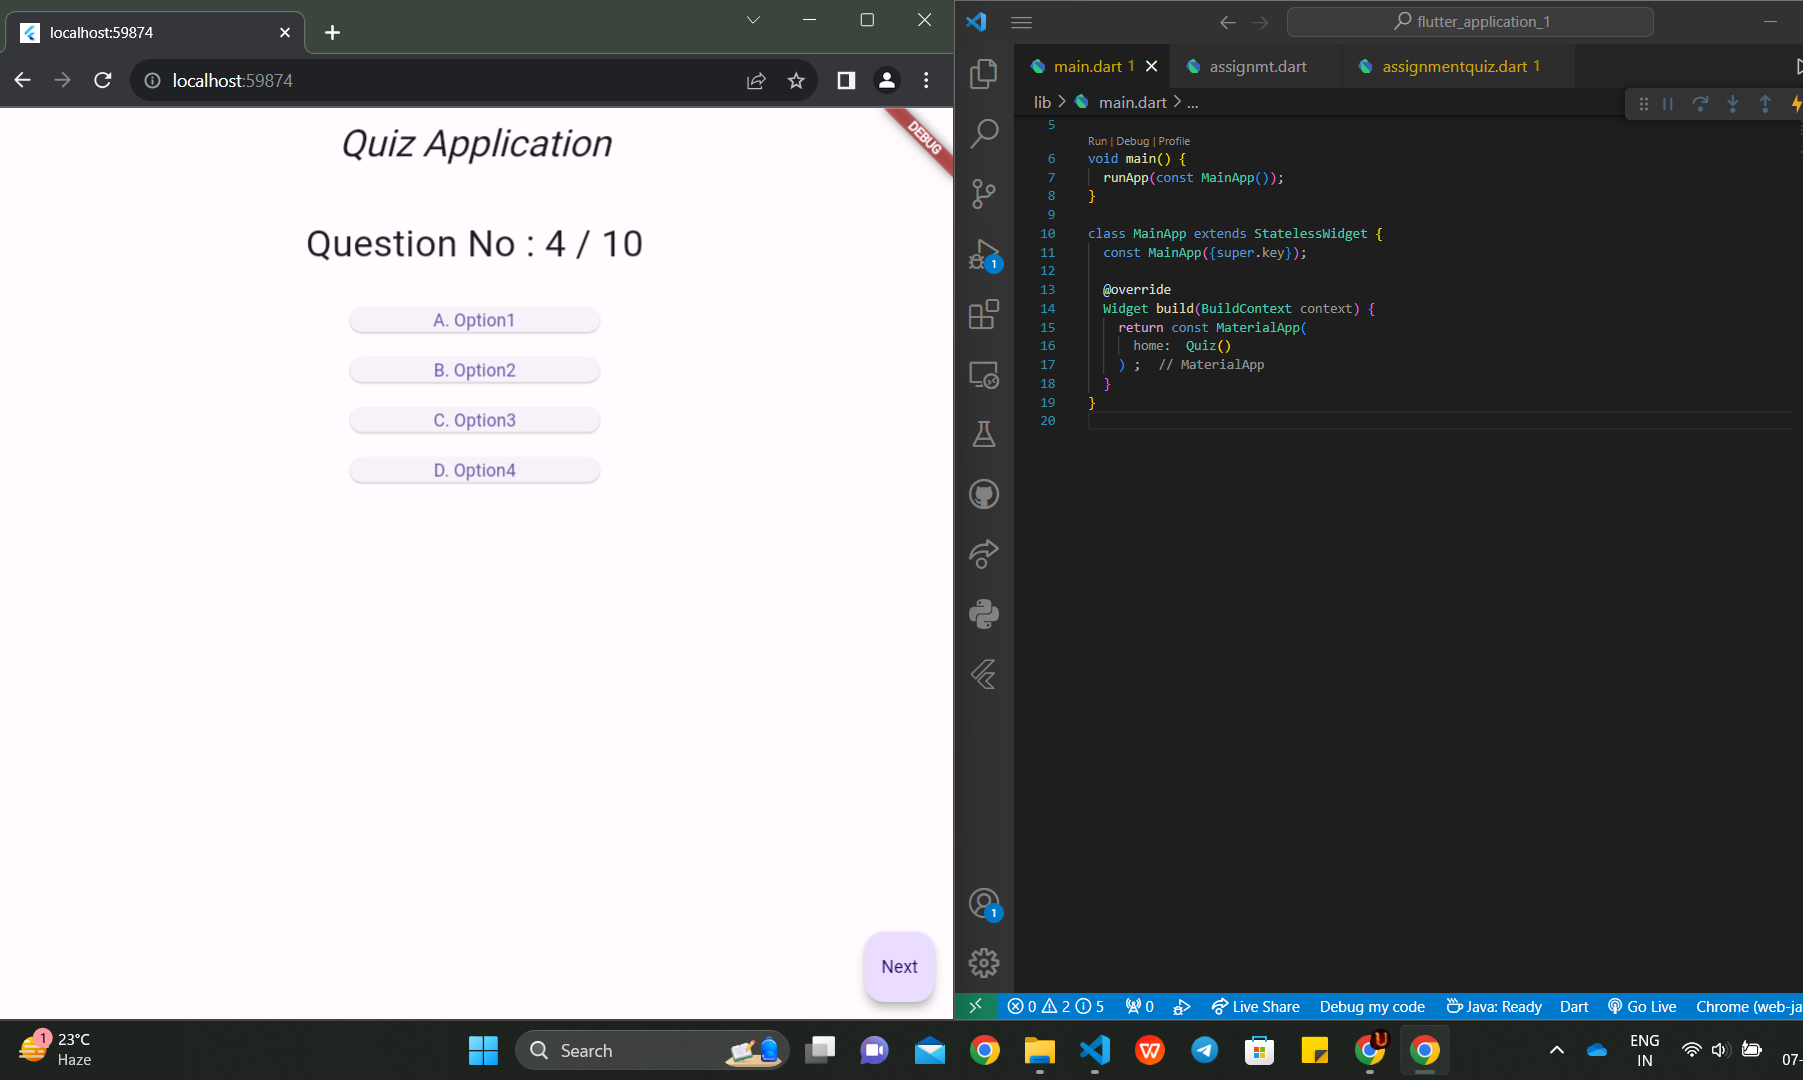 localhost:59874
localhost:59874
Quiz Application
DEBUG
Question No : 4 / 10
A. Option1
B. Option2
C. Option3
D. Option4
Next
flutter_application_1
main.dart 1
assignmt.dart
assignmentquiz.dart 1
lib > main.dart > ...
5
Run | Debug | Profile
6 void main() {
7 runApp(const MainApp());
8 }
9
10 class MainApp extends StatelessWidget {
11 const MainApp({super.key});
12
13 @override
14 Widget build(BuildContext context) {
15 return const MaterialApp(
16 home: Quiz()
17 ) ; // MaterialApp
18 }
19 }
20
1
1
0 2 5 0 Live Share Debug my code Java: Ready Dart Go Live Chrome (web-ja
1
23°C
Haze
Search
ENG
IN
07-